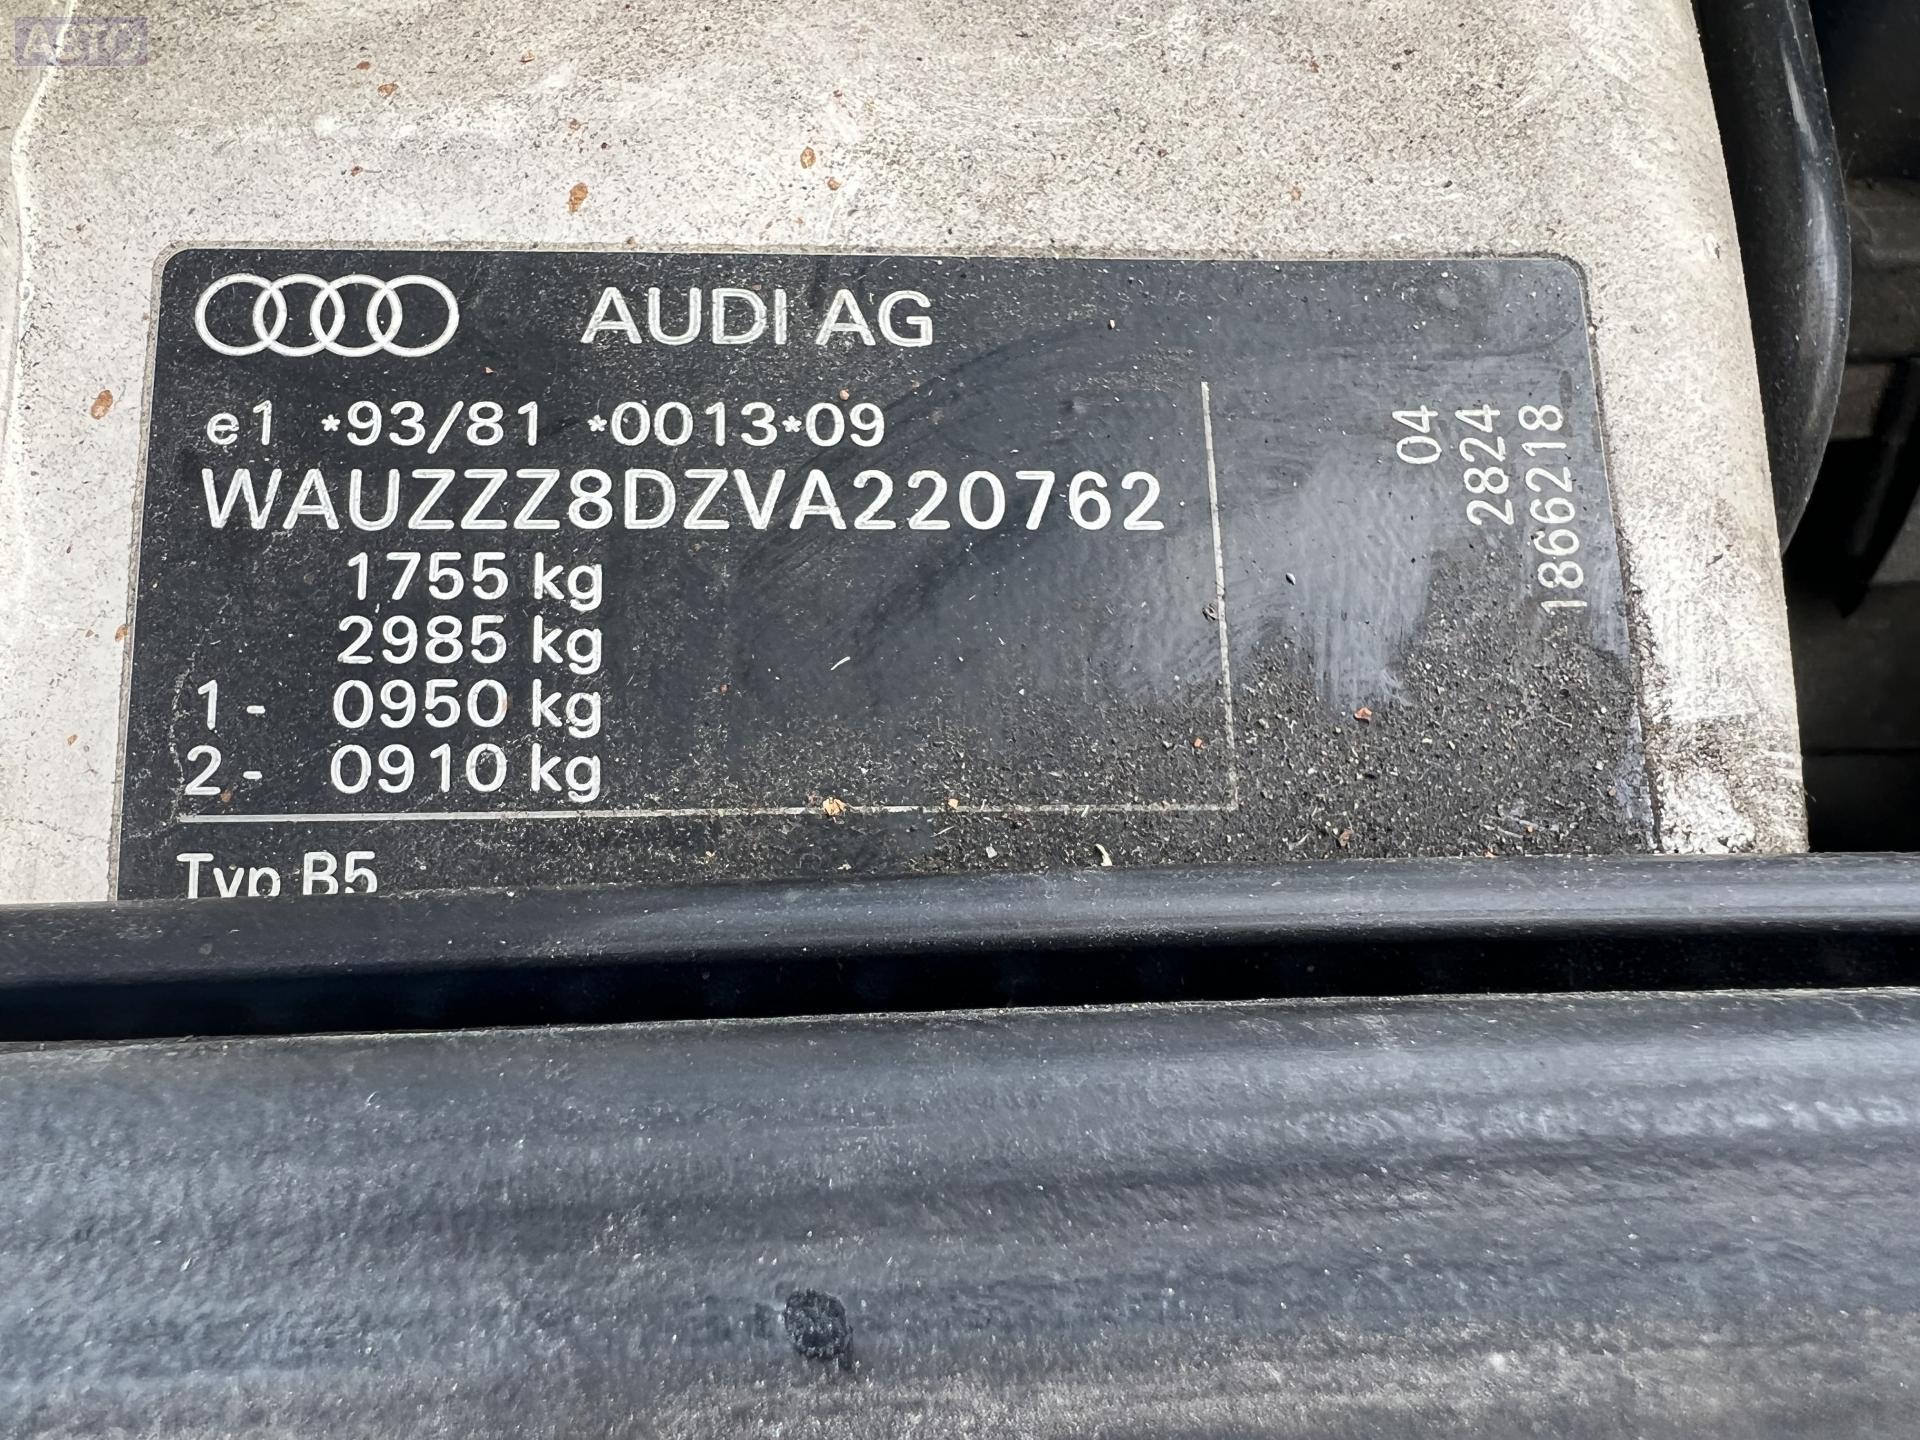 AUDI AG
e1 *93/81 *0013*09
WAUZZZ8DZVA220762
1755 kg
2985 kg
1- 0950 kg
2- 0910 kg
Typ B5
04
2824
1866218